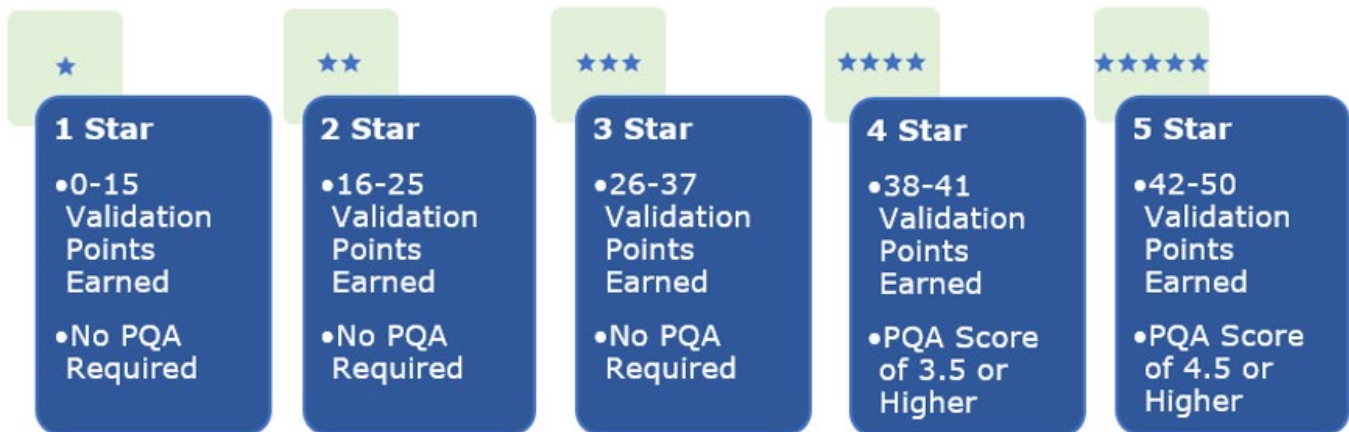 1 Star
•0-15
Validation
Points
Earned
•No PQA
Required
2 Star
•16-25
Validation
Points
Earned
•No PQA
Required
3 Star
•26-37
Validation
Points
Earned
•No PQA
Required
4 Star
•38-41
Validation
Points
Earned
•PQA Score
of 3.5 or
Higher
5 Star
•42-50
Validation
Points
Earned
•PQA Score
of 4.5 or
Higher